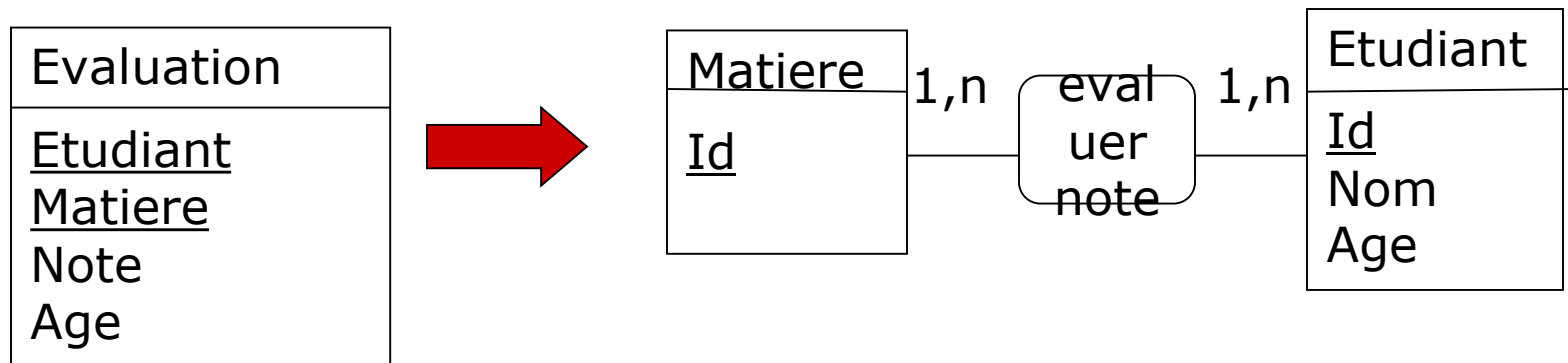 Evaluation
Etudiant
Matiere
Note
Age
Matiere
Id
1,n
eval
uer
note
1,n
Etudiant
Id
Nom
Age